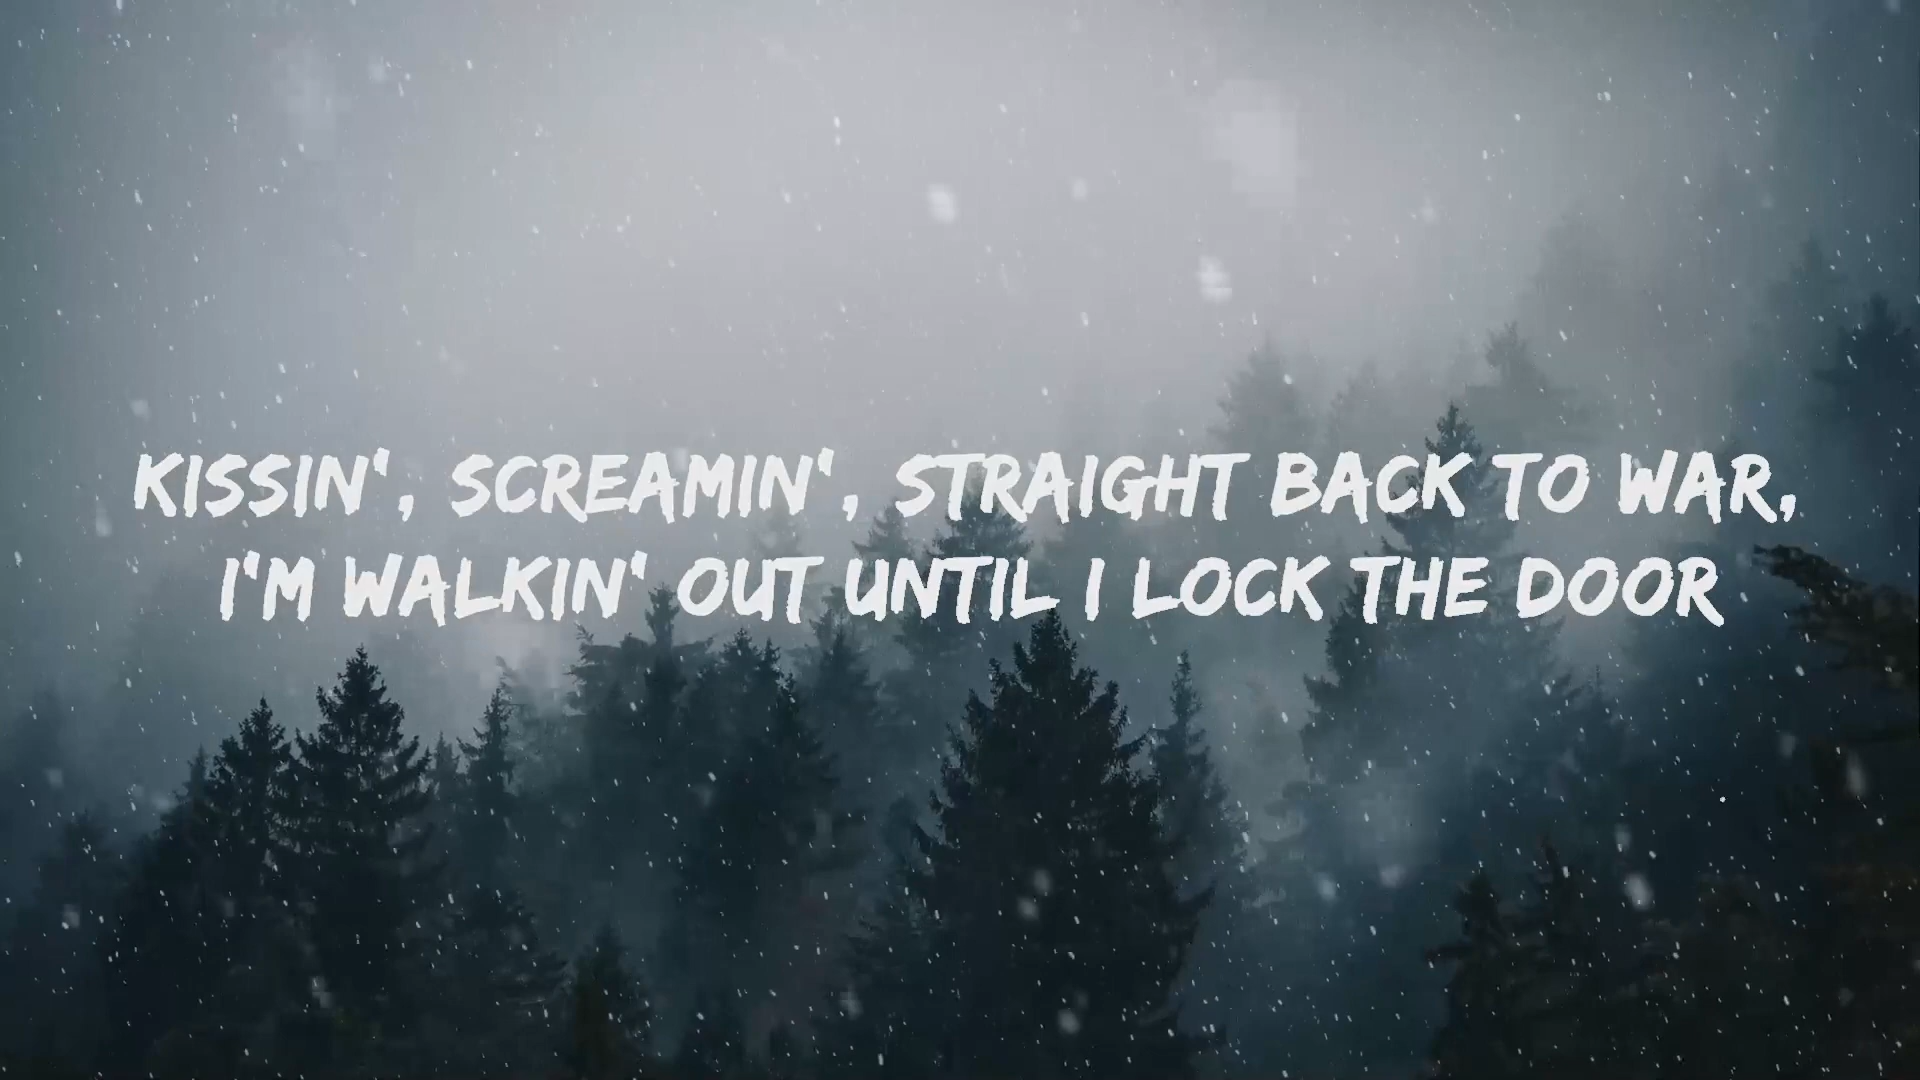 KISSIN', SCREAMIN', STRAIGHT BACK TO WAR,
I'M WALKIN' OUT UNTIL I LOCK THE DOOR